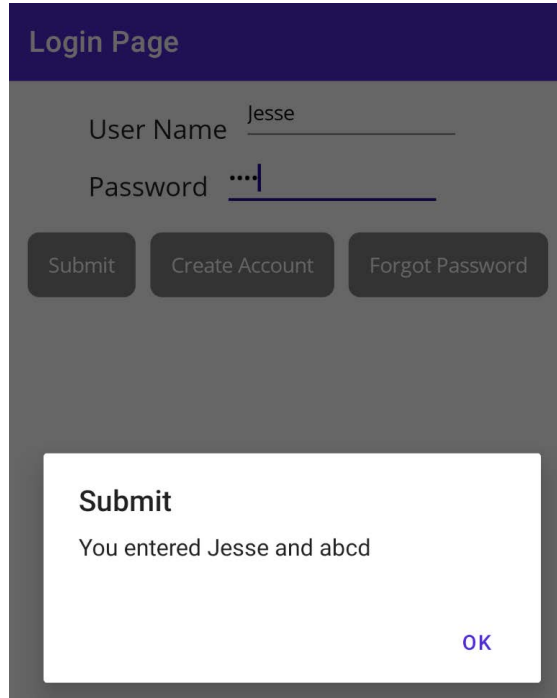 Login Page
User Name Jesse
Password ••••
Submit Create Account Forgot Password
Submit
You entered Jesse and abcd
OK